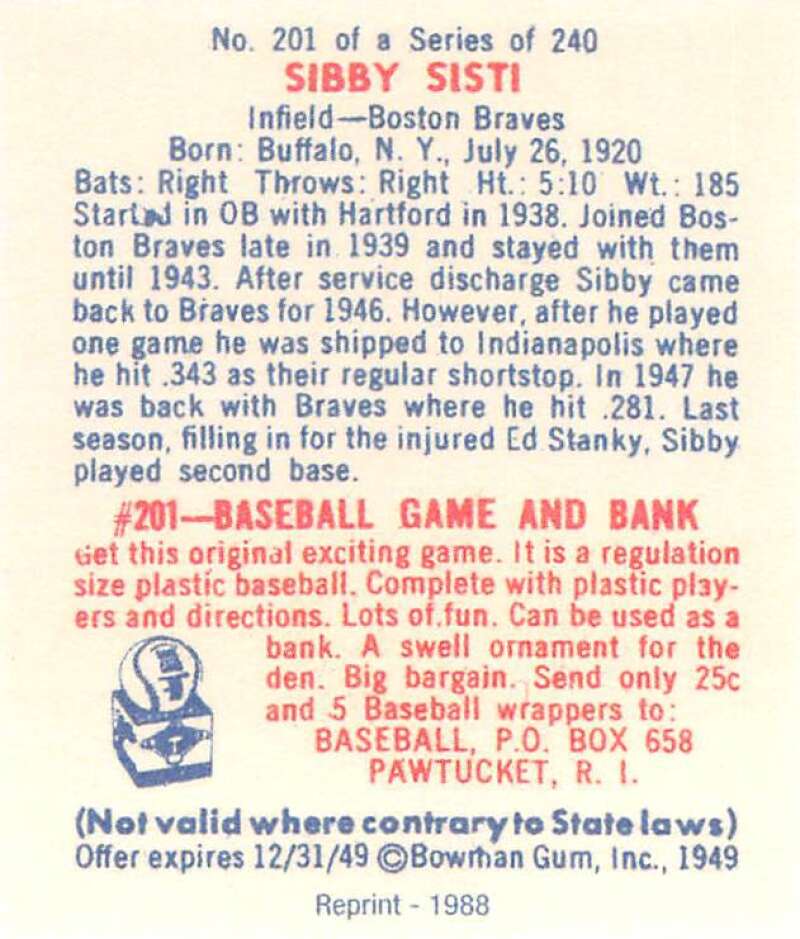 No. 201 of a Series of 240
SIBBY SISTI
Infield—Boston Braves
Born: Buffalo, N. Y., July 26, 1920
Bats: Right Throws: Right Ht.: 5:10 Wt.: 185
Started in OB with Hartford in 1938. Joined Bos-
ton Braves late in 1939 and stayed with them
until 1943. After service discharge Sibby came
back to Braves for 1946. However, after he played
one game he was shipped to Indianapolis where
he hit .343 as their regular shortstop. In 1947 he
was back with Braves where he hit .281. Last
season, filling in for the injured Ed Stanky, Sibby
played second base.
#201—BASEBALL GAME AND BANK
Get this original exciting game. It is a regulation
size plastic baseball. Complete with plastic play-
ers and directions. Lots of fun. Can be used as a
bank. A swell ornament for the
den. Big bargain. Send only 25c
and 5 Baseball wrappers to:
BASEBALL, P.O. BOX 658
PAWTUCKET, R. I.
(Not valid where contrary to State laws)
Offer expires 12/31/49 ©Bowman Gum, Inc., 1949
Reprint - 1988